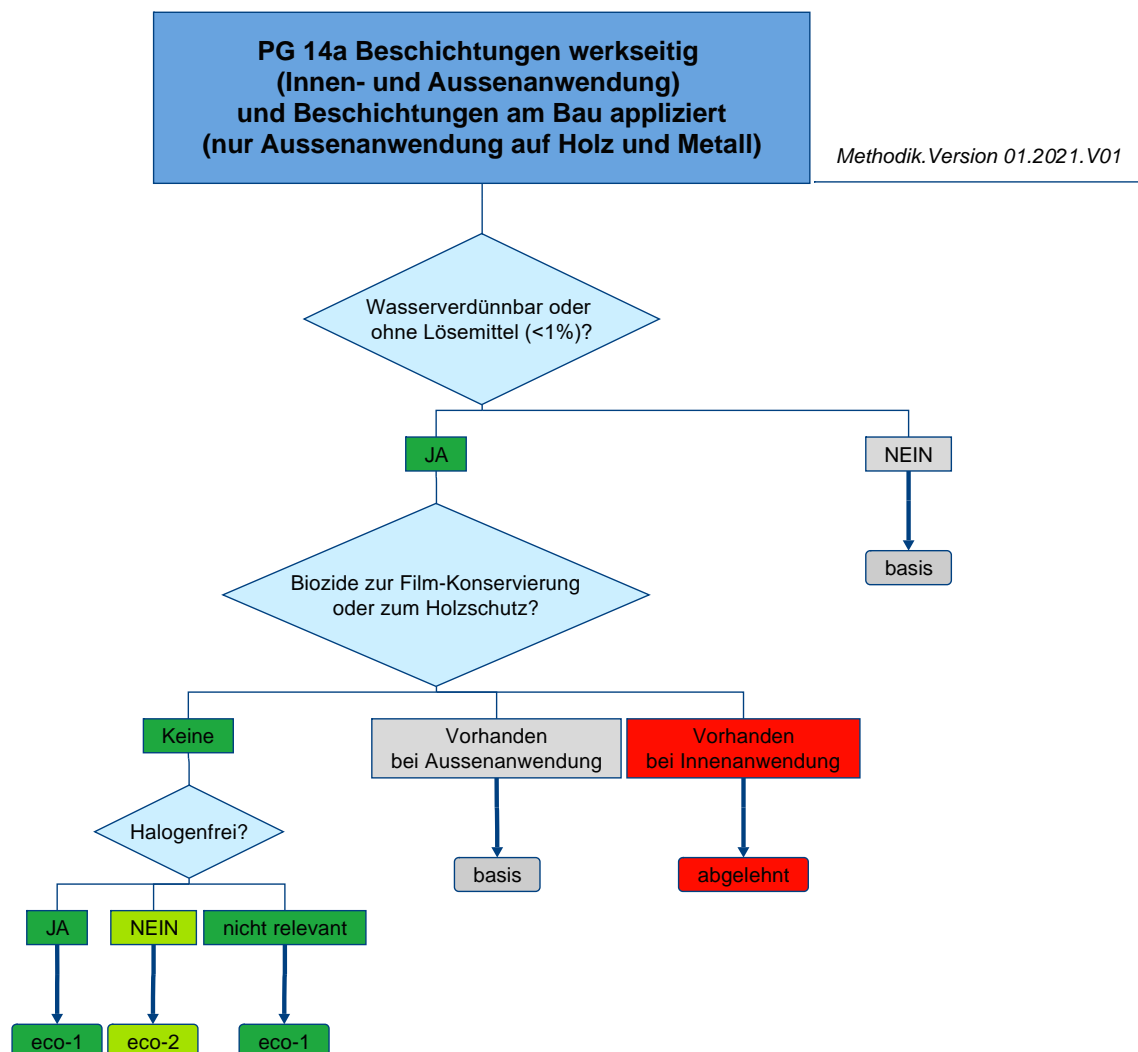 PG 14a Beschichtungen werkseitig
(Innen- und Aussenanwendung)
und Beschichtungen am Bau appliziert
(nur Aussenanwendung auf Holz und Metall)
Methodik.Version 01.2021.V01
Wasserverdünnbar oder
ohne Lösemittel (<1%)?
JA
NEIN
basis
Biozide zur Film-Konservierung
oder zum Holzschutz?
Keine
Vorhanden
bei Aussenanwendung
Vorhanden
bei Innenanwendung
Halogenfrei?
basis
abgelehnt
JA
NEIN
nicht relevant
eco-1
eco-2
eco-1